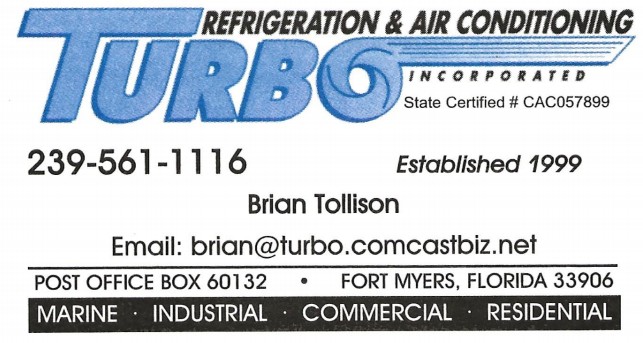 REFRIGERATION & AIR CONDITIONING
TURBO
INCORPORATED
State Certified # CAC057899
239-561-1116 Established 1999
Brian Tollison
Email: brian@turbo.comcastbiz.net
POST OFFICE BOX 60132 • FORT MYERS, FLORIDA 33906
MARINE · INDUSTRIAL · COMMERCIAL · RESIDENTIAL